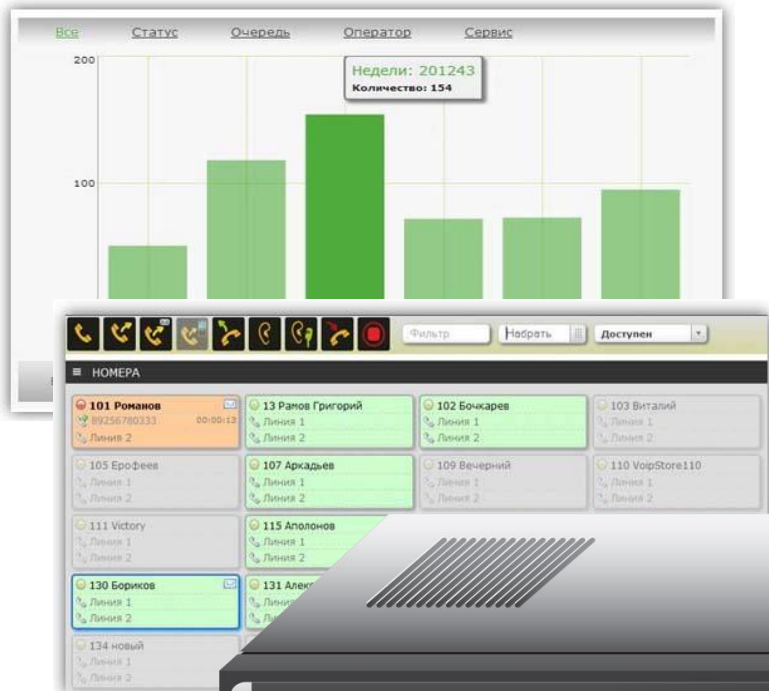 Все Статус Очередь Оператор Сервис
200
Недели: 201243
Количество: 154
100
Фильтр Набрать Доступен
≡ НОМЕРА
101 Романов 13 Рамов Григорий 102 Бочкарев 103 Виталий
89256780333 00:00:13 Линия 1 Линия 1 Линия 1
Линия 2 Линия 2 Линия 2 Линия 2
105 Ерофеев 107 Аркадьев 109 Вечерний 110 VoipStore110
Линия 1 Линия 1 Линия 1 Линия 1
Линия 2 Линия 2 Линия 2 Линия 2
111 Victory 115 Аполонов
Линия 1 Линия 1
Линия 2 Линия 2
130 Бориков 131
Линия 1
Линия 2
134 новый
Линия 1
Линия 2